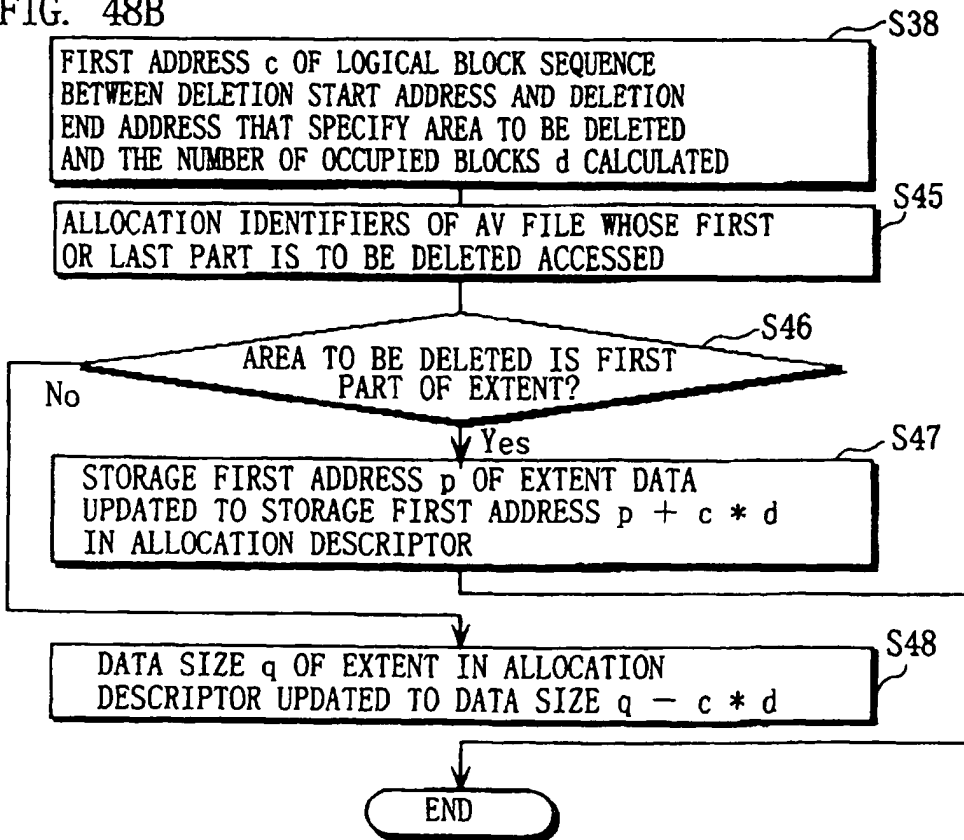 FIG. 48B
S38
FIRST ADDRESS c OF LOGICAL BLOCK SEQUENCE
BETWEEN DELETION START ADDRESS AND DELETION
END ADDRESS THAT SPECIFY AREA TO BE DELETED
AND THE NUMBER OF OCCUPIED BLOCKS d CALCULATED
S45
ALLOCATION IDENTIFIERS OF AV FILE WHOSE FIRST
OR LAST PART IS TO BE DELETED ACCESSED
S46
AREA TO BE DELETED IS FIRST
PART OF EXTENT?
No
Yes
S47
STORAGE FIRST ADDRESS p OF EXTENT DATA
UPDATED TO STORAGE FIRST ADDRESS p + c * d
IN ALLOCATION DESCRIPTOR
S48
DATA SIZE q OF EXTENT IN ALLOCATION
DESCRIPTOR UPDATED TO DATA SIZE q − c * d
END